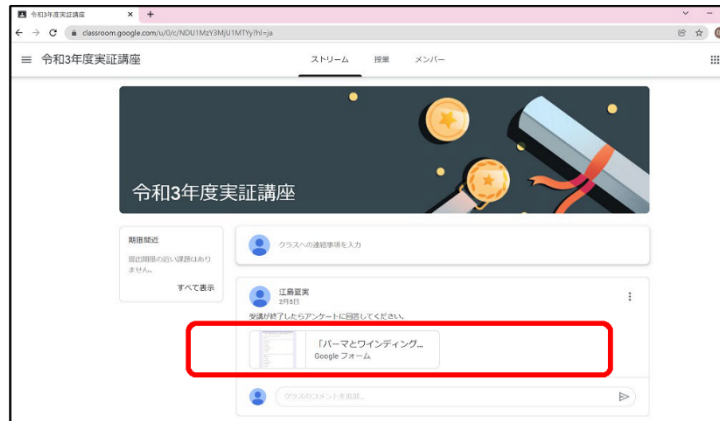 令和3年度実証講座
classroom.google.com/u/0/c/NDU1MzY3MjU1MTYy?hl=ja
令和3年度実証講座
ストリーム 授業 メンバー
令和3年度実証講座
期限間近
提出期限の近い課題はあり
ません。
すべて表示
クラスへの連絡事項を入力
江島亜実
2月5日
受講が終了したらアンケートに回答してください。
「パーマとワインディング...
Google フォーム
クラスのコメントを追加...